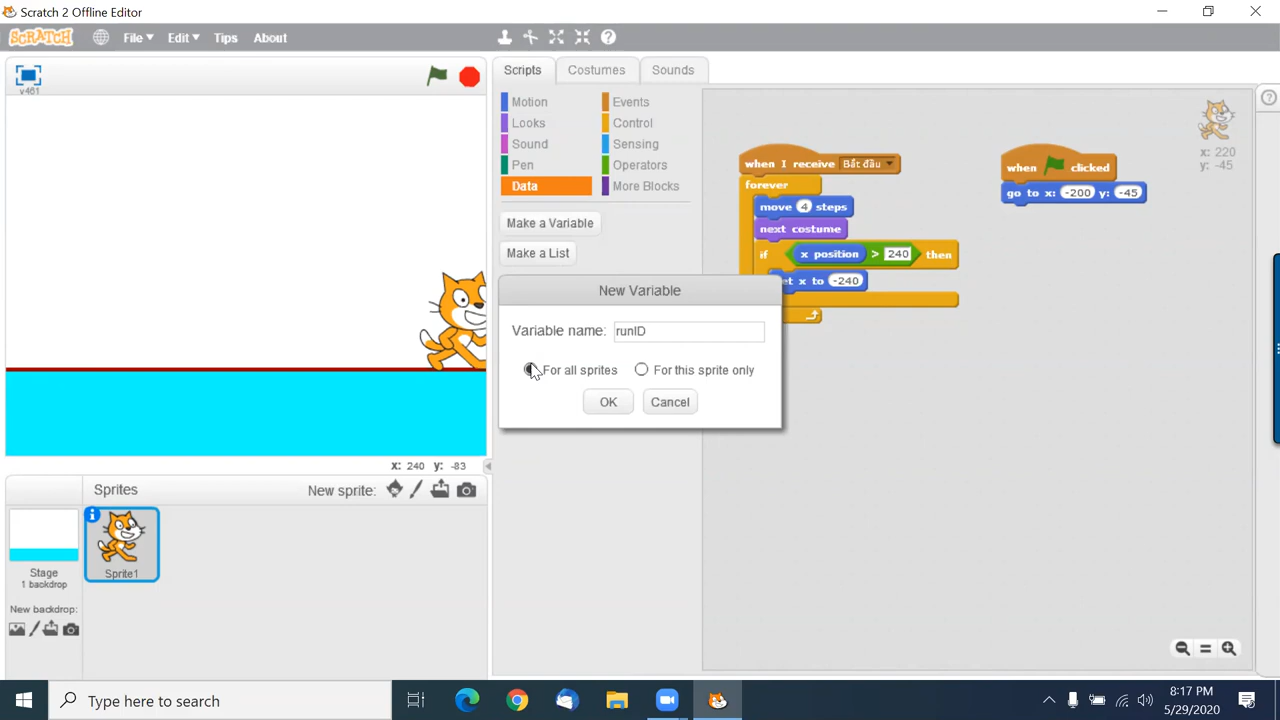 Scratch 2 Offline Editor
SCRATCH File Edit Tips About
v461
Scripts Costumes Sounds
Motion Events
Looks Control
Sound Sensing
Pen Operators
Data More Blocks
Make a Variable
Make a List
New Variable
Variable name: runID
For all sprites For this sprite only
OK Cancel
when I receive Bắt đầu
forever
move 4 steps
next costume
if x position > 240 then
set x to -240
when clicked
go to x: -200 y: -45
x: 220
y: -45
x: 240 y: -83
Sprites New sprite:
Stage
1 backdrop
New backdrop:
Sprite1
Type here to search
8:17 PM
5/29/2020